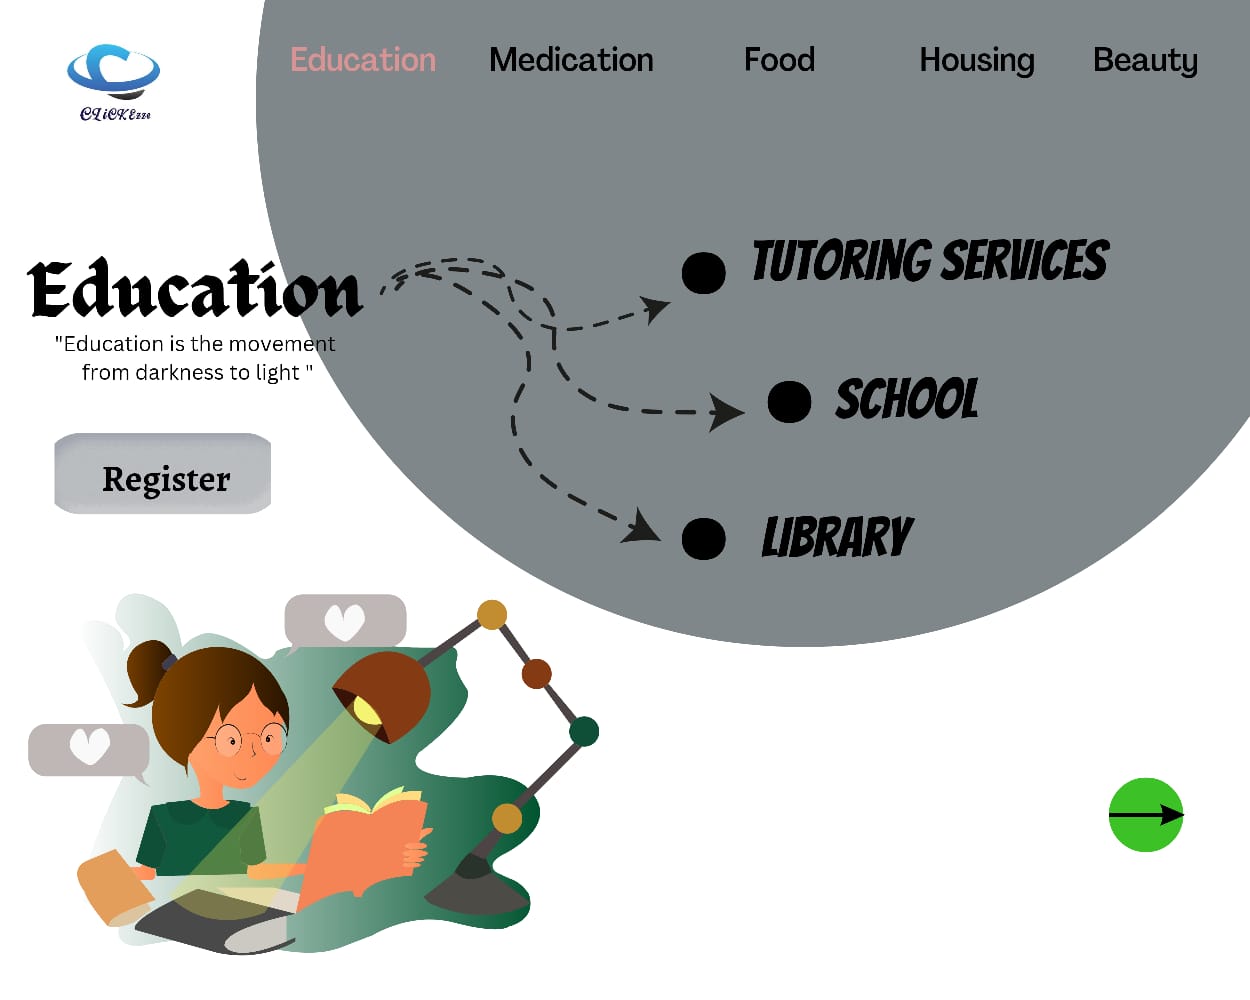 CLiCKEzze
Education Medication Food Housing Beauty
Education
"Education is the movement
from darkness to light "
Register
TUTORING SERVICES
SCHOOL
LIBRARY